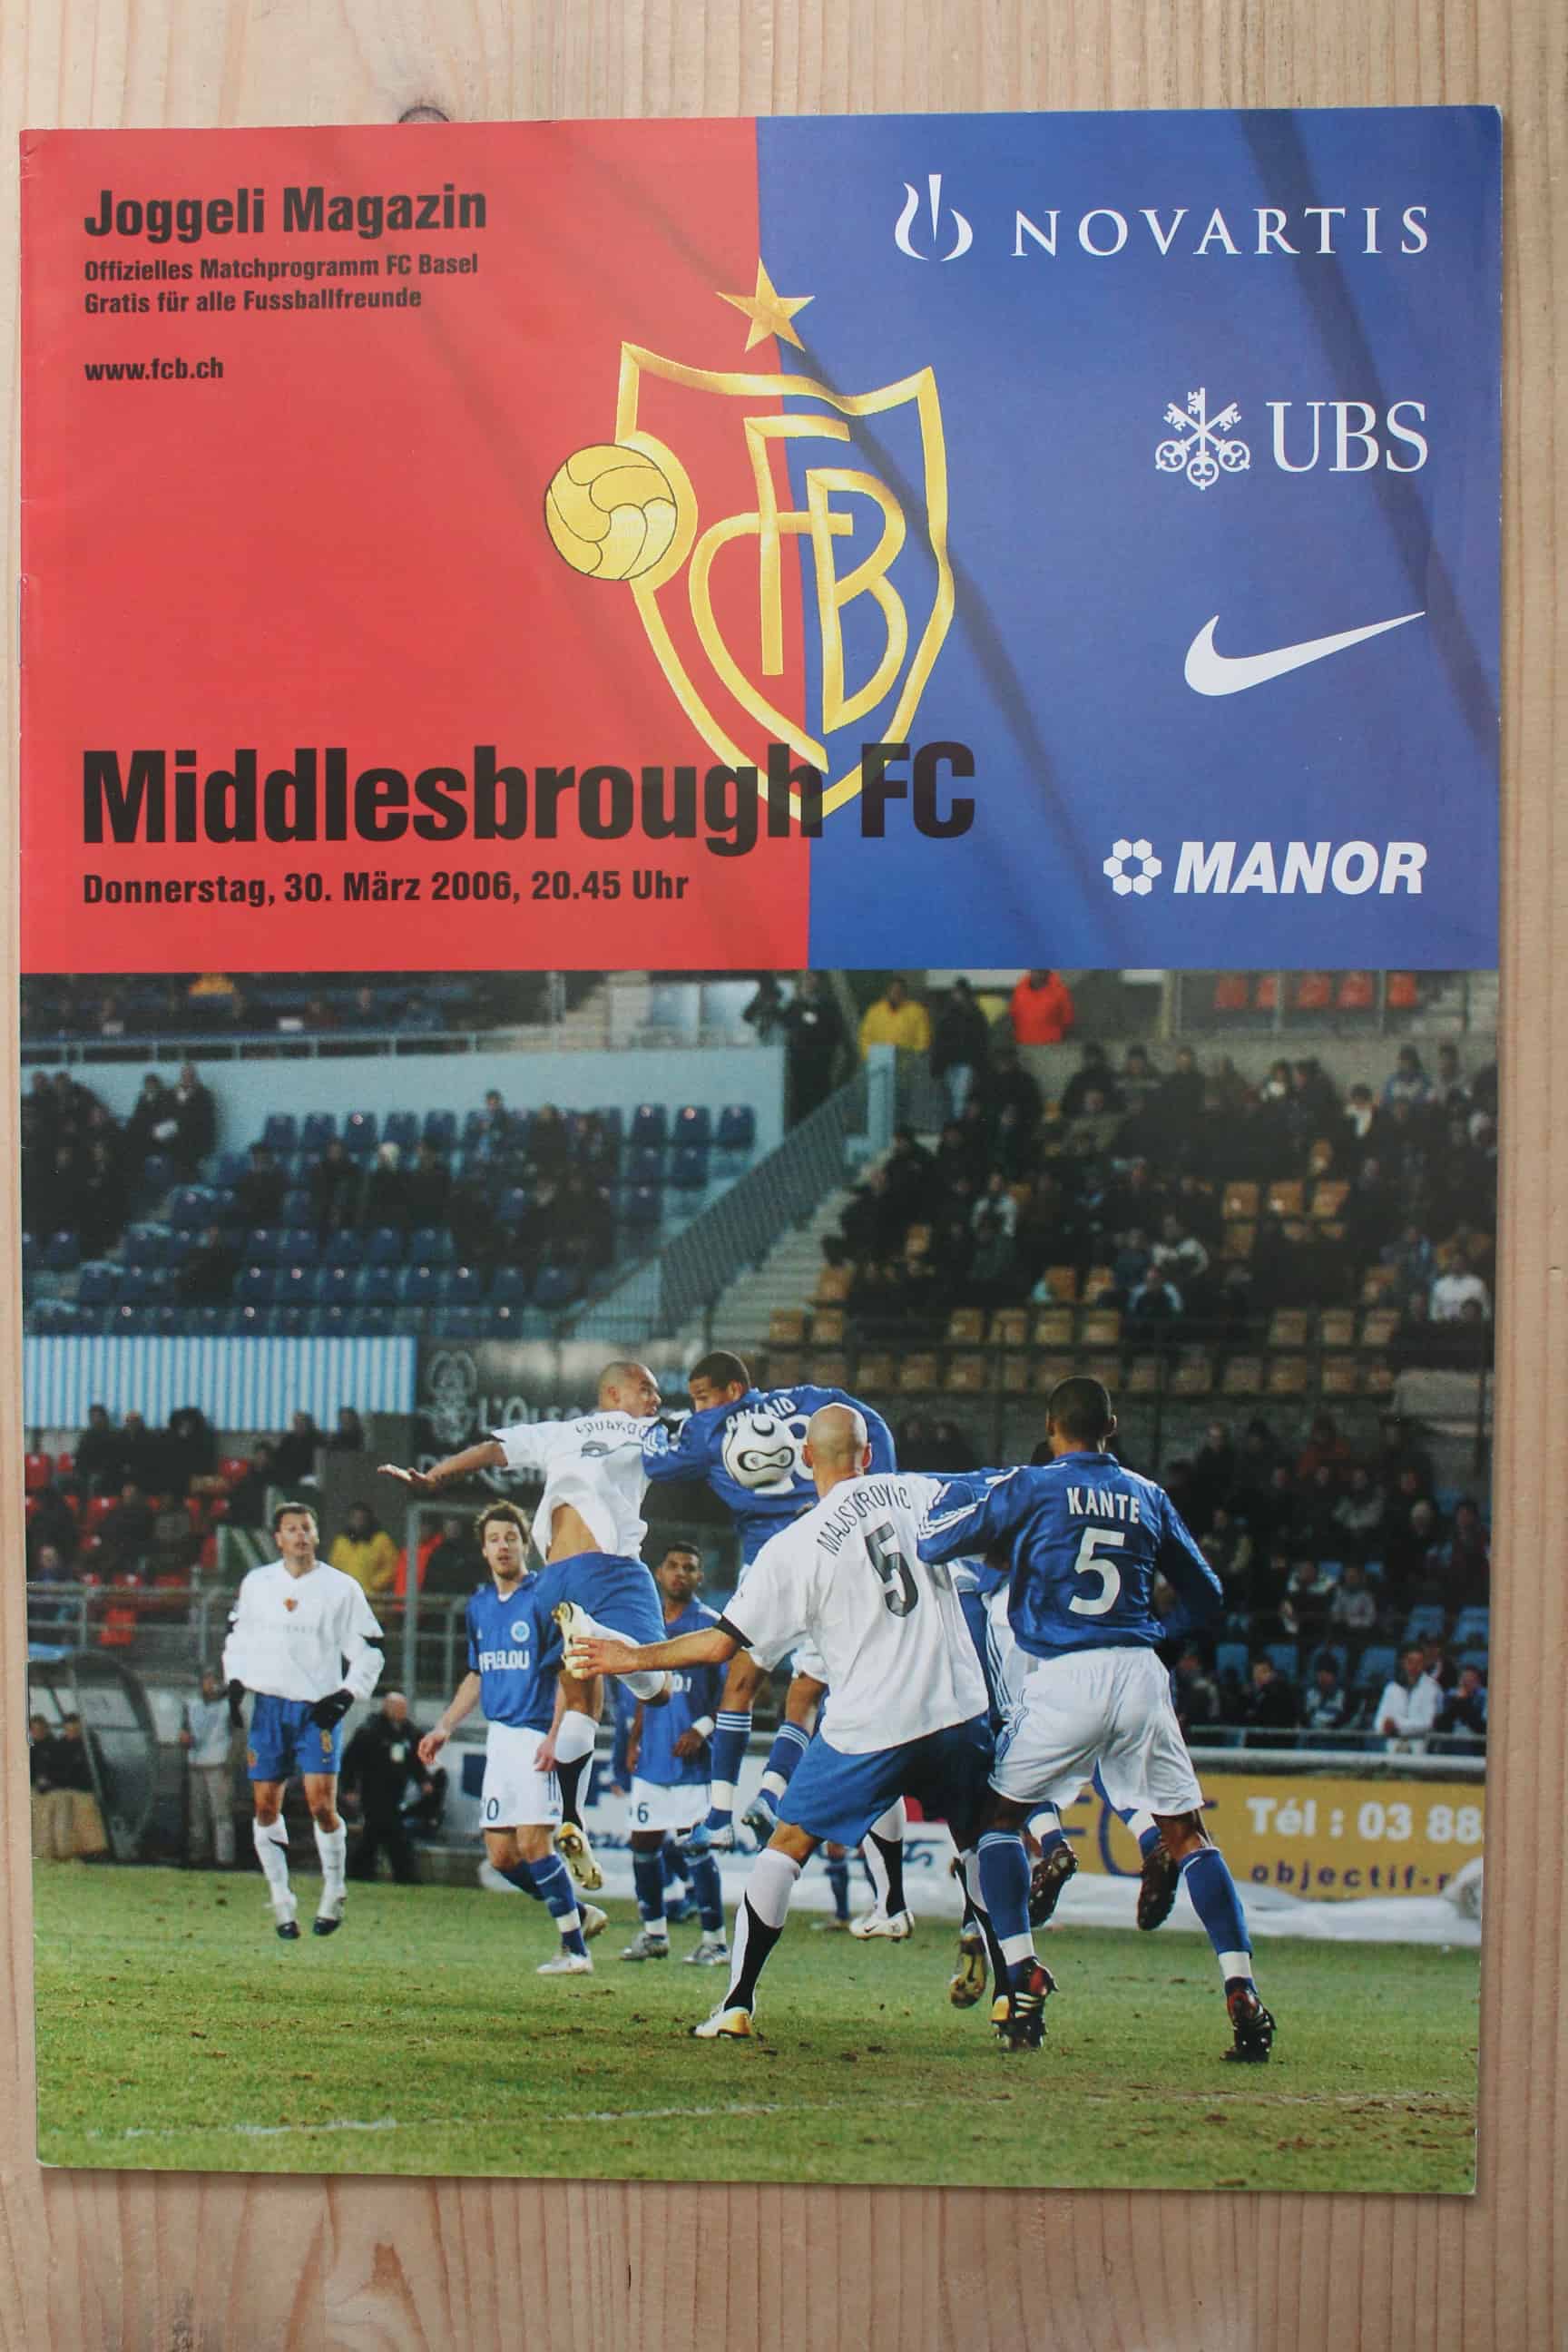 Joggeli Magazin
Offizielles Matchprogramm FC Basel
Gratis für alle Fussballfreunde
www.fcb.ch
NOVARTIS
UBS
FCB
Middlesbrough FC
MANOR
Donnerstag, 30. März 2006, 20.45 Uhr
MAJSTOROVIC
5
KANTE
5
6
Tél : 03 88
objectif-